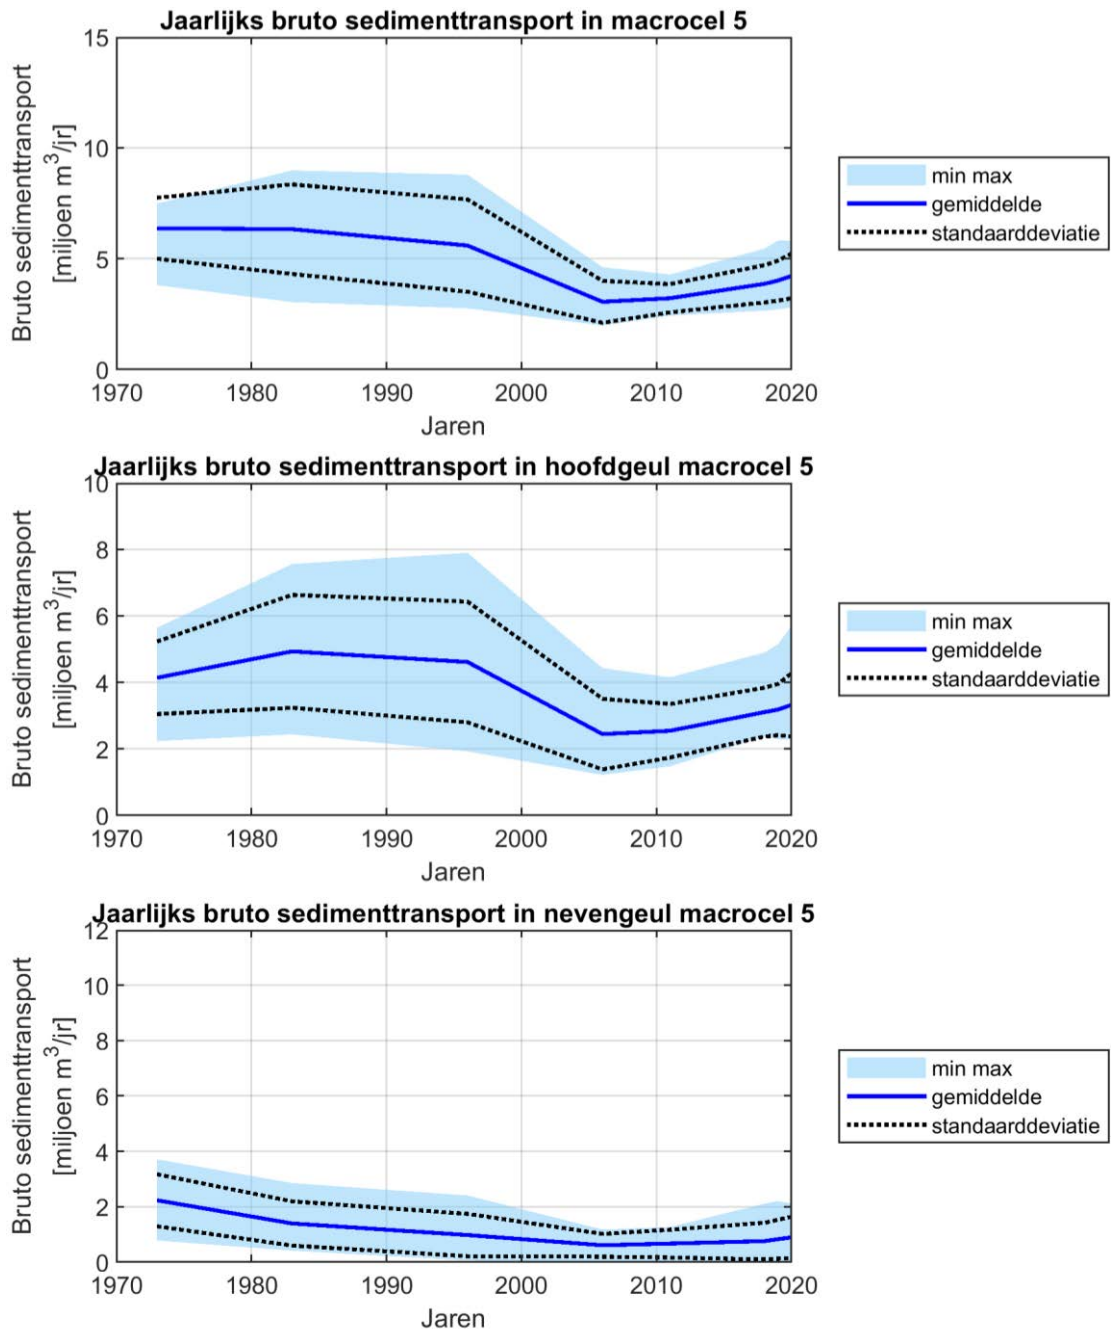 Jaarlijks bruto sedimenttransport in macrocel 5
Bruto sedimenttransport
[miljoen m³/jr]
15
10
5
0
1970 1980 1990 2000 2010 2020
Jaren
min max
gemiddelde
standaarddeviatie
Jaarlijks bruto sedimenttransport in hoofdgeul macrocel 5
Bruto sedimenttransport
[miljoen m³/jr]
10
8
6
4
2
0
1970 1980 1990 2000 2010 2020
Jaren
min max
gemiddelde
standaarddeviatie
Jaarlijks bruto sedimenttransport in nevengeul macrocel 5
Bruto sedimenttransport
[miljoen m³/jr]
12
10
8
6
4
2
0
1970 1980 1990 2000 2010 2020
Jaren
min max
gemiddelde
standaarddeviatie